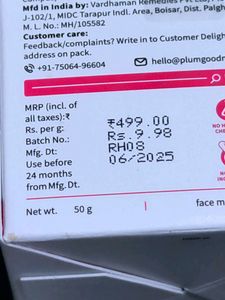 Mfd in India by: Vardhaman Remedies Pvt
J-102/1, MIDC Tarapur Indl. Area, Boisar, Dist. Palgh
M.L. No.: MH/105582
Customer care:
Feedback/complaints? Write in to Customer Delight
address on pack.
+91-75064-96604 hello@plumgood
MRP (incl. of
all taxes):₹ ₹499.00
Rs. per g: Rs.9.98
Batch No.: RH08
Mfg. Dt: 06/2025
Use before
24 months
from Mfg. Dt.
Net wt. 50 g face m